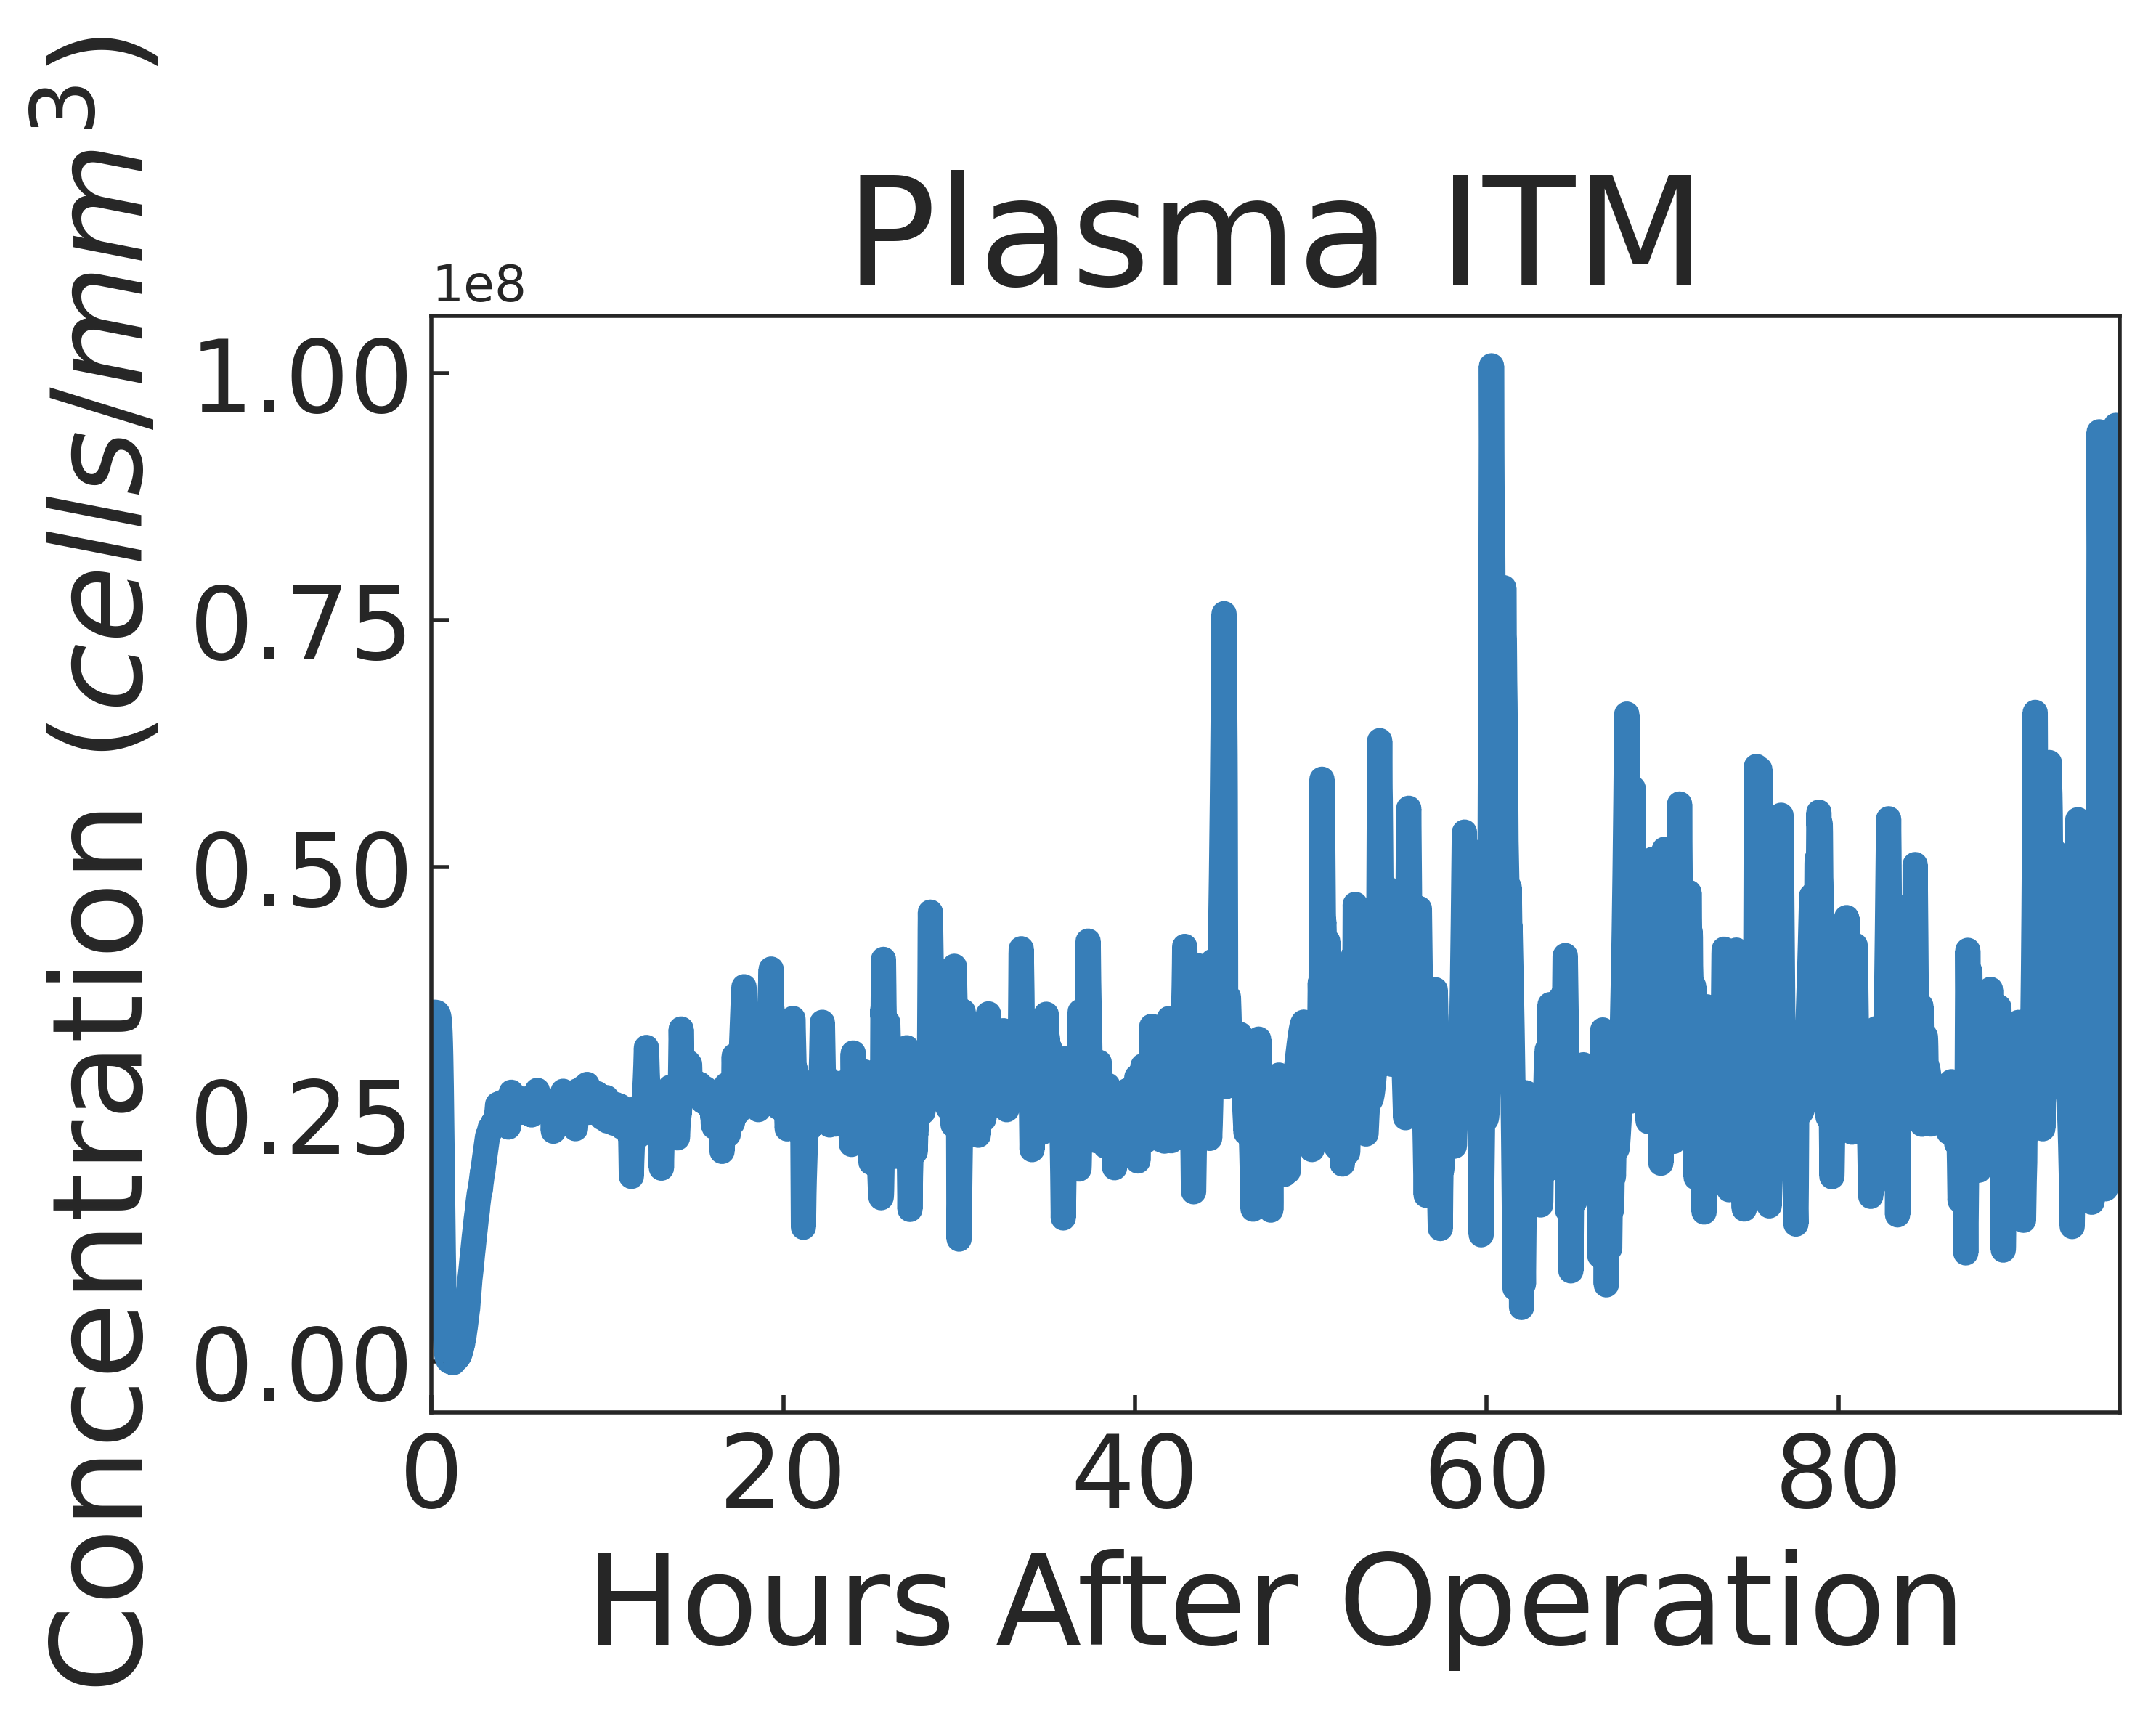 Plasma ITM
1e8
Concentration (cells/mm³)
1.00
0.75
0.50
0.25
0.00
0 20 40 60 80
Hours After Operation